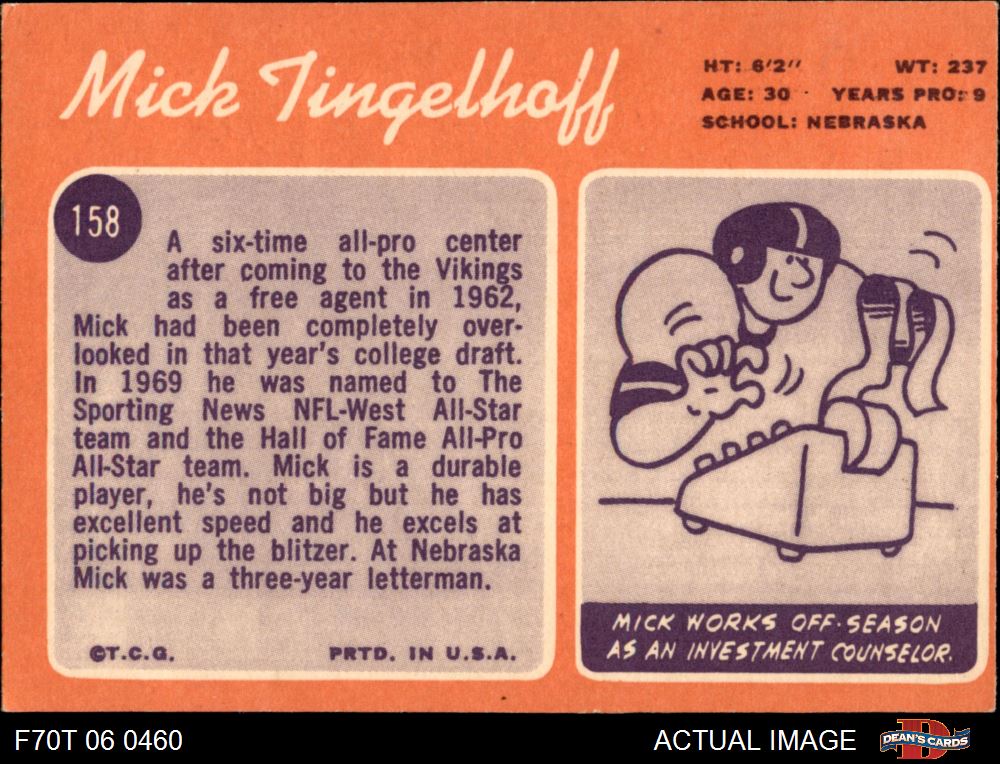 Mick Tingelhoff
HT: 6'2" WT: 237
AGE: 30 YEARS PRO: 9
SCHOOL: NEBRASKA
158
A six-time all-pro center
after coming to the Vikings
as a free agent in 1962,
Mick had been completely over-
looked in that year's college draft.
In 1969 he was named to The
Sporting News NFL-West All-Star
team and the Hall of Fame All-Pro
All-Star team. Mick is a durable
player, he's not big but he has
excellent speed and he excels at
picking up the blitzer. At Nebraska
Mick was a three-year letterman.
©T.C.G. PRTD. IN U.S.A.
MICK WORKS OFF-SEASON
AS AN INVESTMENT COUNSELOR.
F70T 06 0460
ACTUAL IMAGE
D
DEAN'S CARDS